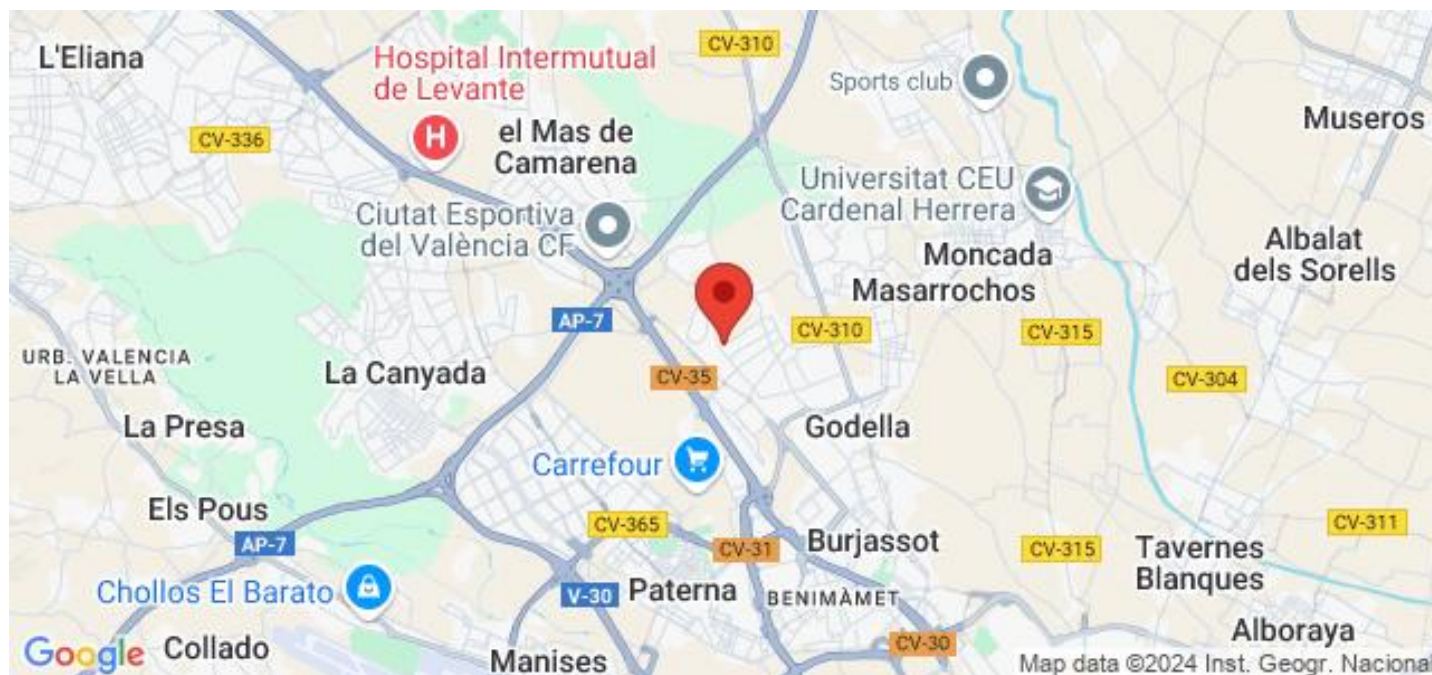 L'Eliana
Hospital Intermutual
de Levante
CV-310
Sports club
Museros
CV-336
el Mas de
Camarena
Universitat CEU
Cardenal Herrera
Ciutat Esportiva
del València CF
Moncada
Albalat
dels Sorells
Masarrochos
AP-7
CV-310
CV-315
URB. VALENCIA
LA VELLA
La Canyada
CV-35
CV-304
La Presa
Godella
Carrefour
Els Pous
CV-365
CV-311
AP-7
CV-31
Burjassot
CV-315
Tavernes
Blanques
Chollos El Barato
V-30
Paterna
BENIMÀMET
Alboraya
Google
Collado
Manises
CV-30
Map data ©2024 Inst. Geogr. Nacional